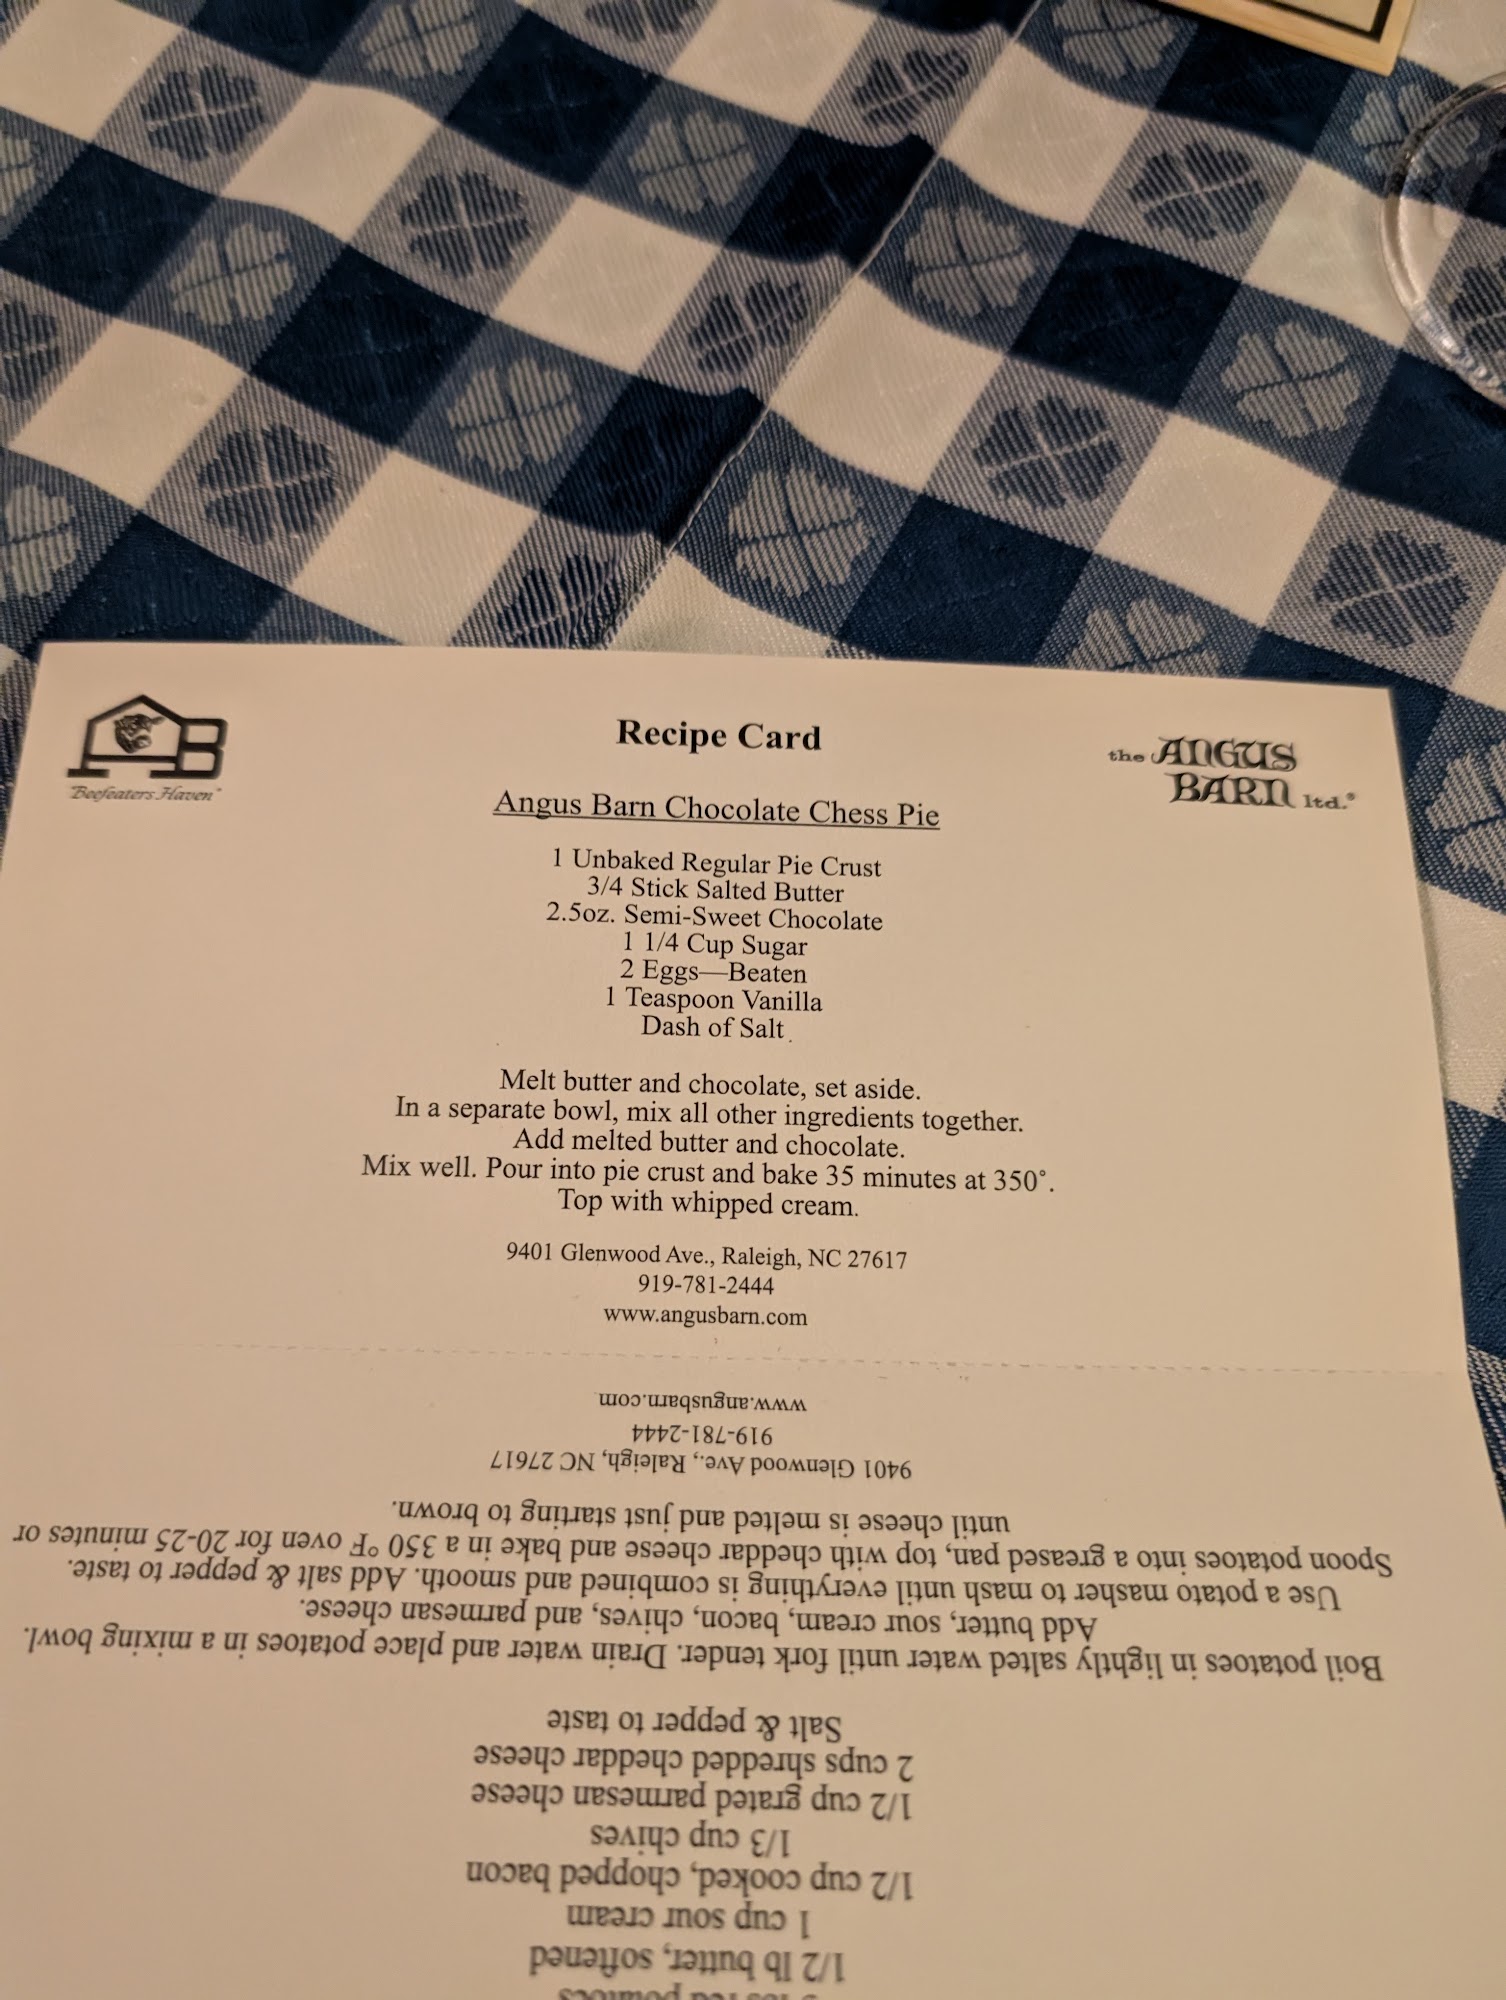 "Beefeaters Haven"
Recipe Card
the ANGUS
BARN ltd.®
Angus Barn Chocolate Chess Pie
1 Unbaked Regular Pie Crust
3/4 Stick Salted Butter
2.5oz. Semi-Sweet Chocolate
1 1/4 Cup Sugar
2 Eggs—Beaten
1 Teaspoon Vanilla
Dash of Salt
Melt butter and chocolate, set aside.
In a separate bowl, mix all other ingredients together.
Add melted butter and chocolate.
Mix well. Pour into pie crust and bake 35 minutes at 350°.
Top with whipped cream.
9401 Glenwood Ave., Raleigh, NC 27617
919-781-2444
www.angusbarn.com
potatoes
1/2 lb butter, softened
1 cup sour cream
1/2 cup cooked, chopped bacon
1/3 cup chives
1/2 cup grated parmesan cheese
2 cups shredded cheddar cheese
Salt & pepper to taste
Boil potatoes in lightly salted water until fork tender. Drain water and place potatoes in a mixing bowl.
Add butter, sour cream, bacon, chives, and parmesan cheese.
Use a potato masher to mash until everything is combined and smooth. Add salt & pepper to taste.
Spoon potatoes into a greased pan, top with cheddar cheese and bake in a 350 °F oven for 20-25 minutes or
until cheese is melted and just starting to brown.
9401 Glenwood Ave., Raleigh, NC 27617
919-781-2444
www.angusbarn.com